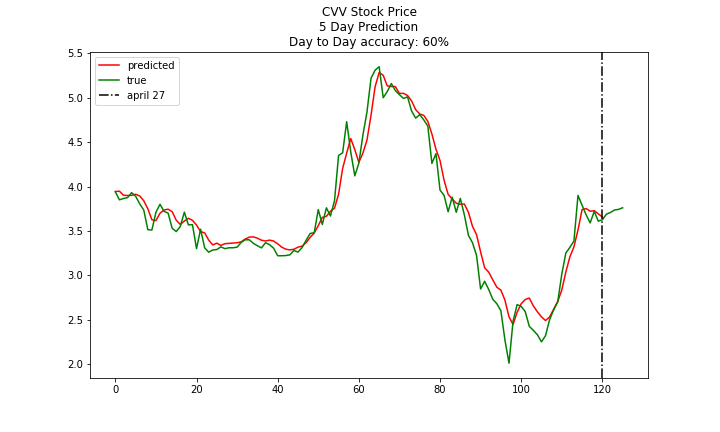 CVV Stock Price
5 Day Prediction
Day to Day accuracy: 60%
predicted
true
april 27
5.5
5.0
4.5
4.0
3.5
3.0
2.5
2.0
0 20 40 60 80 100 120